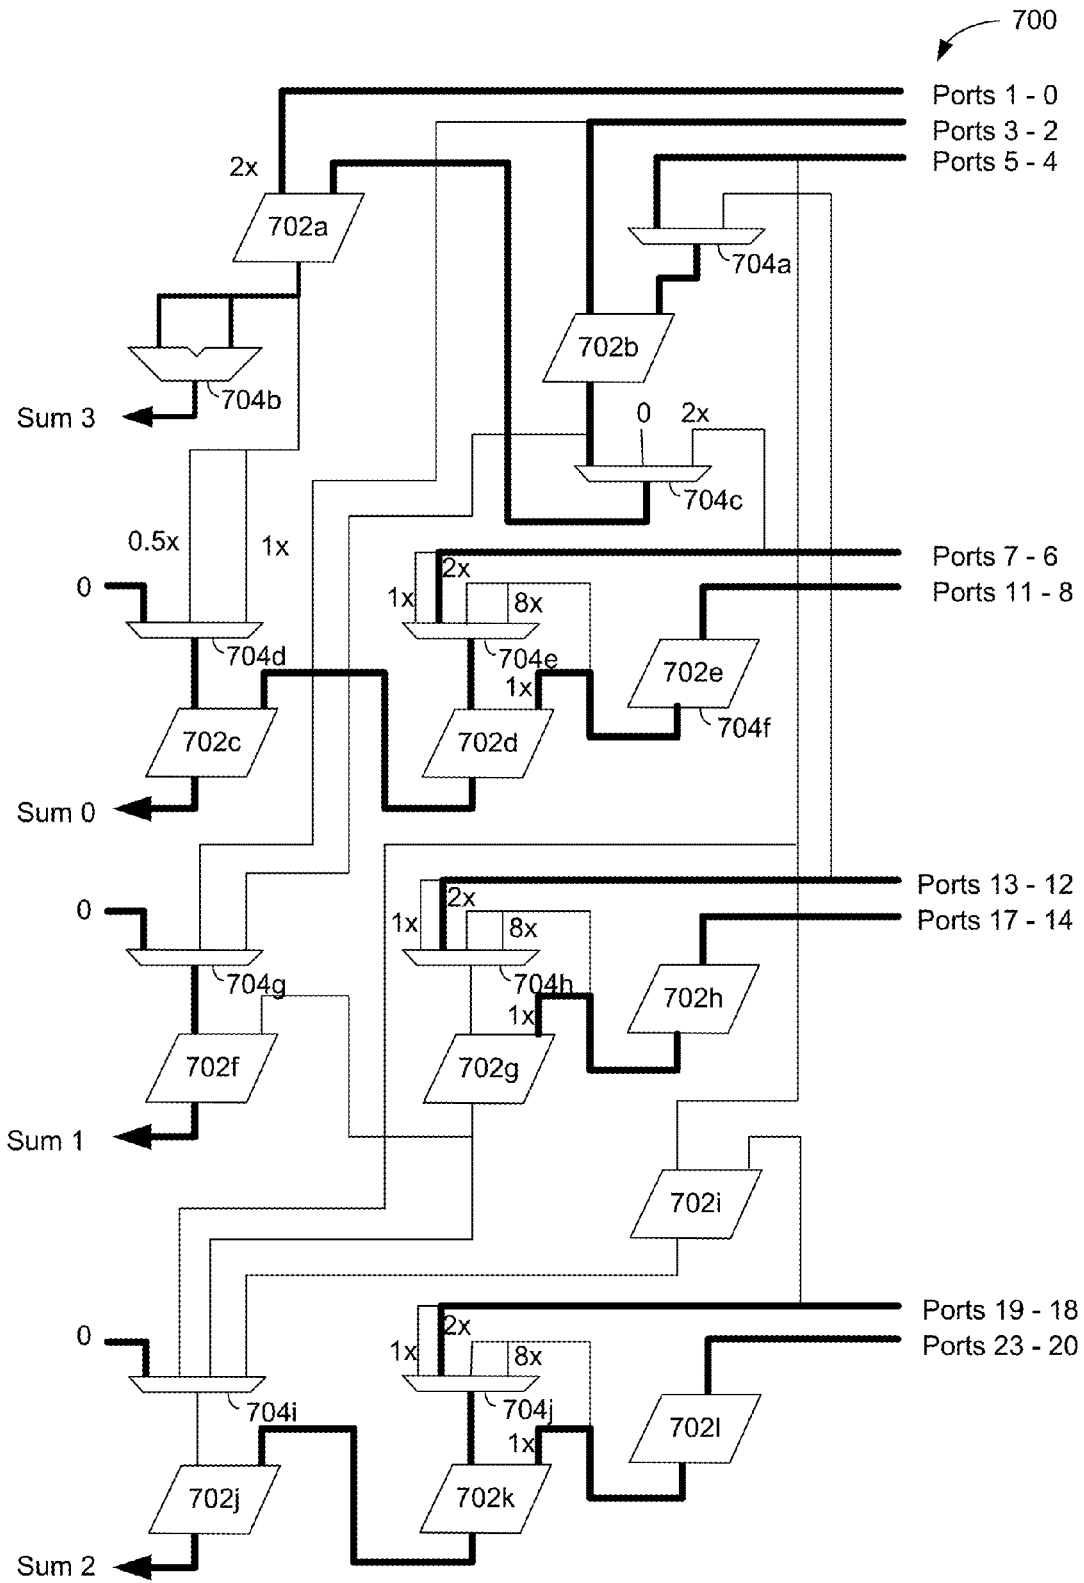 700
Ports 1 - 0
Ports 3 - 2
Ports 5 - 4
2x
702a
704a
702b
704b
Sum 3
0
2x
704c
0.5x
1x
Ports 7 - 6
2x
Ports 11 - 8
0
1x
8x
704d
704e
702e
1x
704f
702c
702d
Sum 0
Ports 13 - 12
2x
0
1x
8x
Ports 17 - 14
704g
704h
702h
1x
702f
702g
Sum 1
702i
Ports 19 - 18
2x
0
1x
8x
Ports 23 - 20
704i
704j
702l
1x
702j
702k
Sum 2